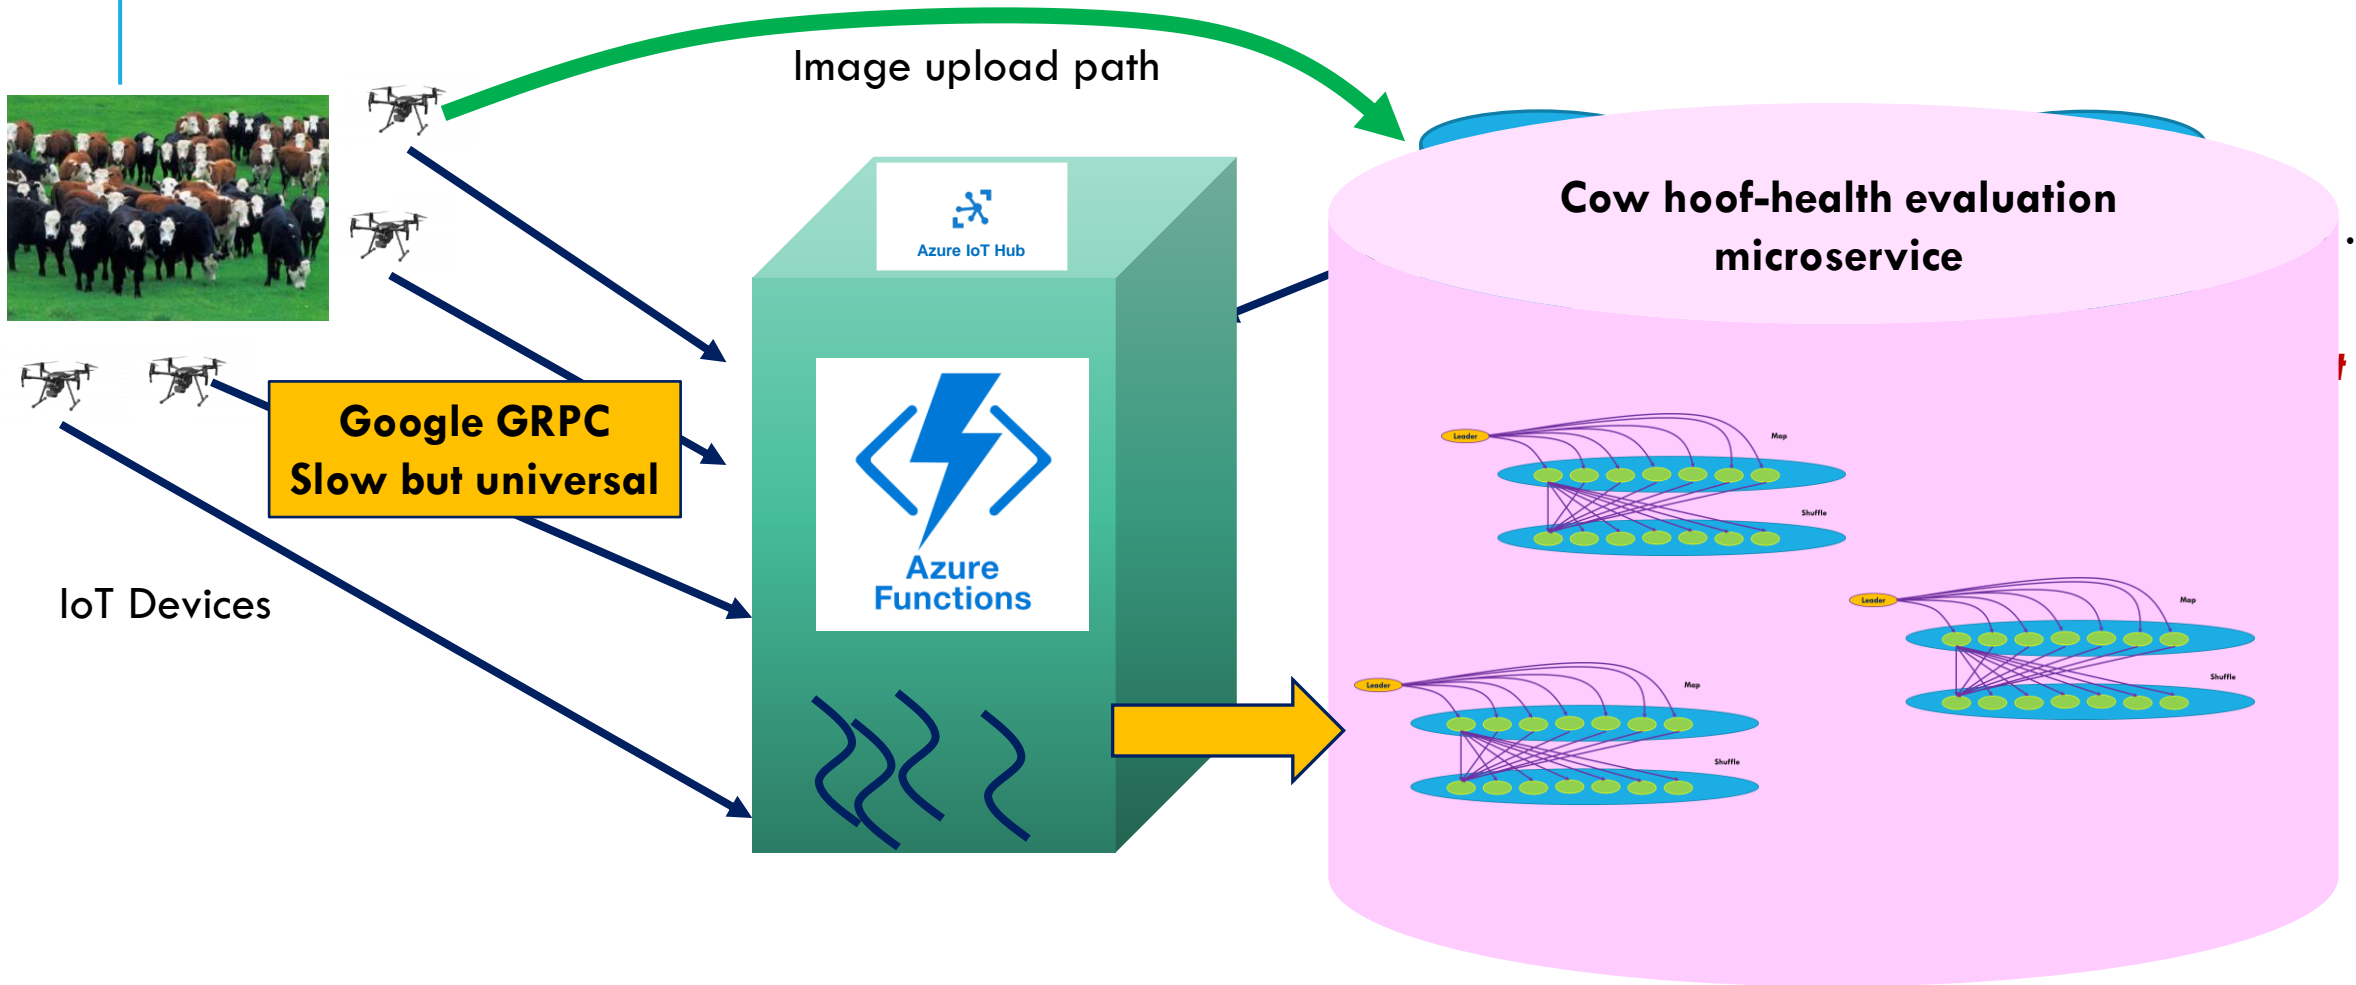 Image upload path
Azure IoT Hub
Cow hoof-health evaluation
microservice
.
Google GRPC
Slow but universal
Azure
Functions
IoT Devices
Leader
Map
Shuffle
Leader
Map
Shuffle
Leader
Map
Shuffle